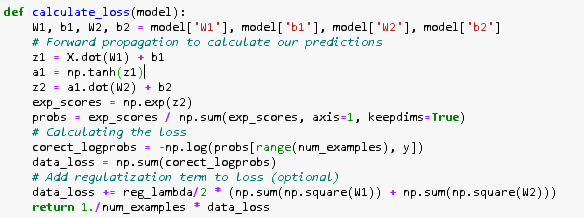 def calculate_loss(model):
    W1, b1, W2, b2 = model['W1'], model['b1'], model['W2'], model['b2']
    # Forward propagation to calculate our predictions
    z1 = X.dot(W1) + b1
    a1 = np.tanh(z1)
    z2 = a1.dot(W2) + b2
    exp_scores = np.exp(z2)
    probs = exp_scores / np.sum(exp_scores, axis=1, keepdims=True)
    # Calculating the loss
    corect_logprobs = -np.log(probs[range(num_examples), y])
    data_loss = np.sum(corect_logprobs)
    # Add regulatization term to loss (optional)
    data_loss += reg_lambda/2 * (np.sum(np.square(W1)) + np.sum(np.square(W2)))
    return 1./num_examples * data_loss